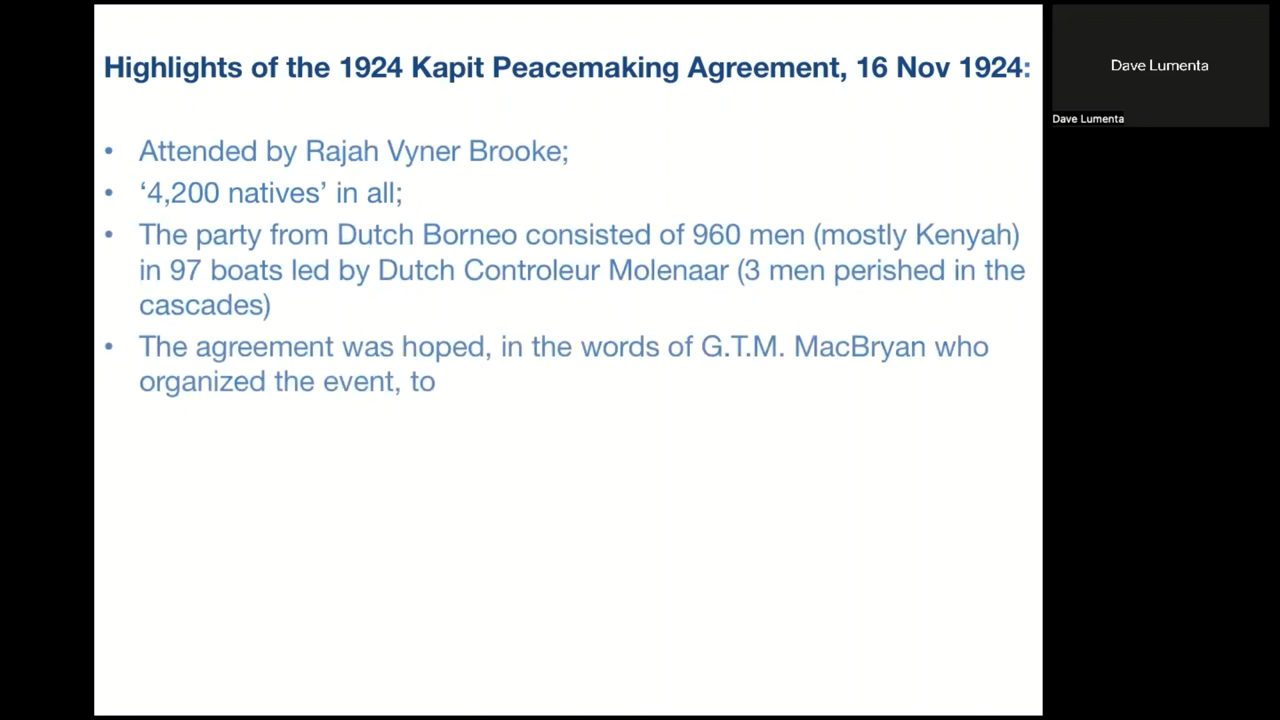 Highlights of the 1924 Kapit Peacemaking Agreement, 16 Nov 1924:
• Attended by Rajah Vyner Brooke;
• ‘4,200 natives’ in all;
• The party from Dutch Borneo consisted of 960 men (mostly Kenyah)
in 97 boats led by Dutch Controleur Molenaar (3 men perished in the
cascades)
• The agreement was hoped, in the words of G.T.M. MacBryan who
organized the event, to
Dave Lumenta
Dave Lumenta